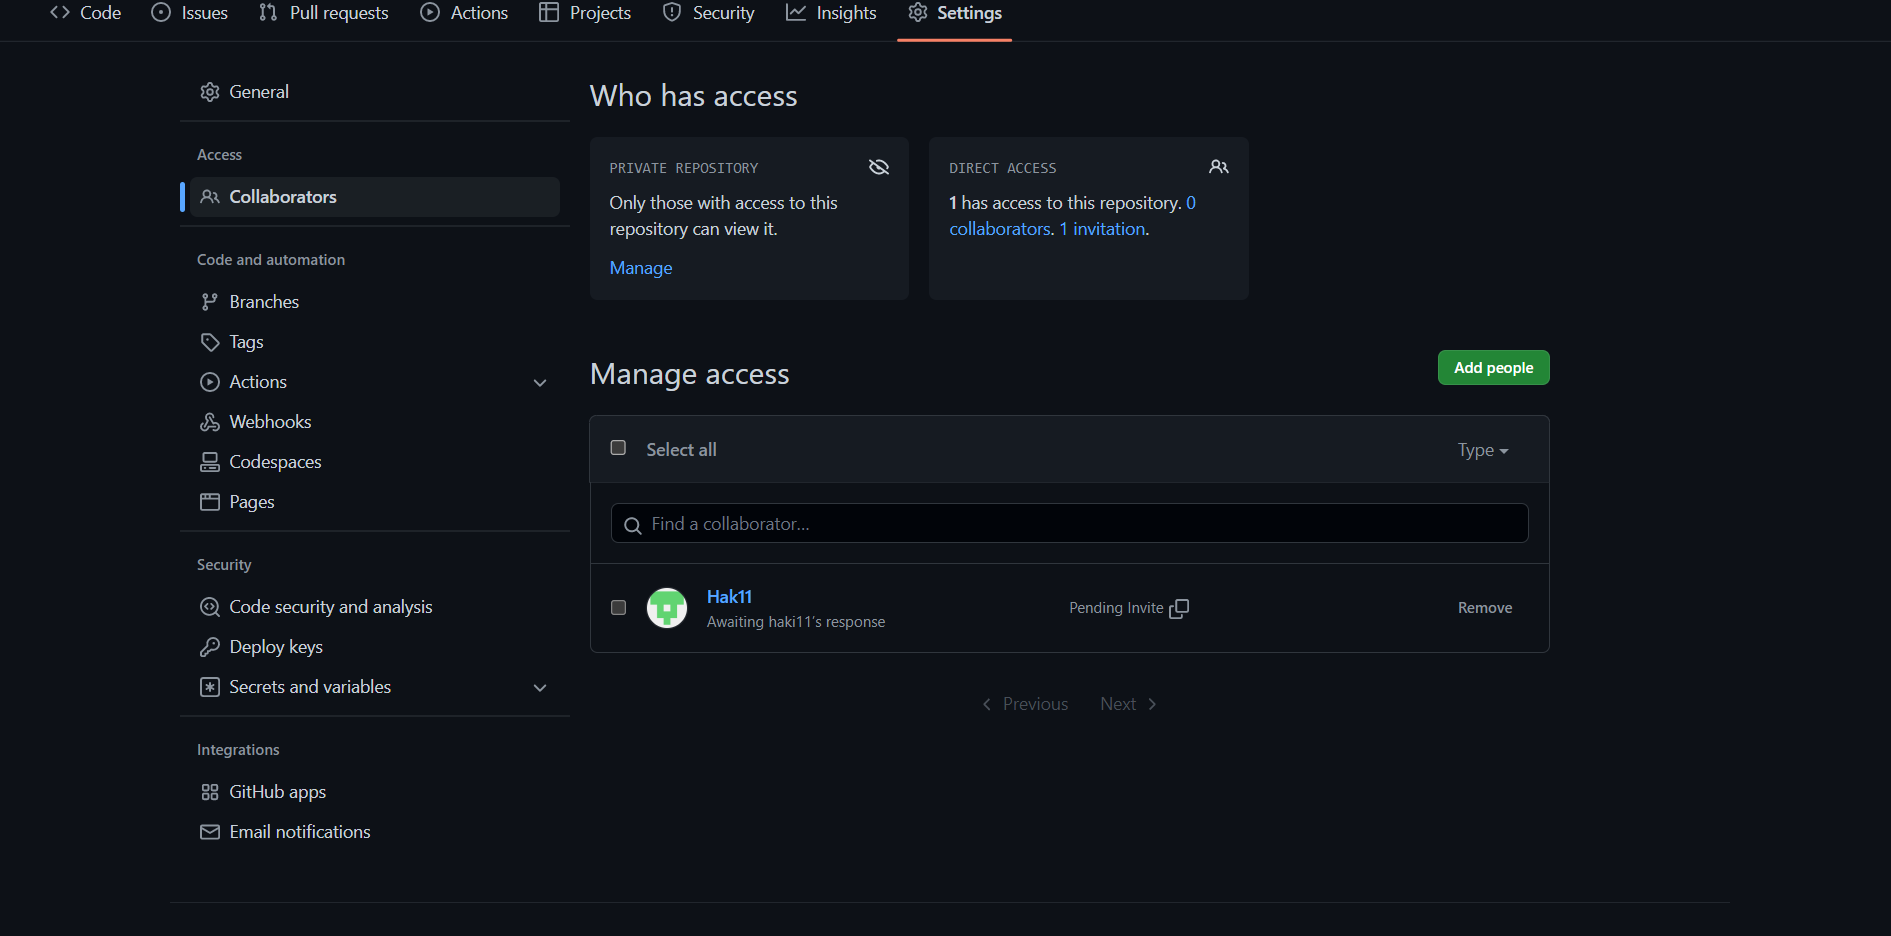 Code Issues Pull requests Actions Projects Security Insights Settings
General
Access
Collaborators
Code and automation
Branches
Tags
Actions
Webhooks
Codespaces
Pages
Security
Code security and analysis
Deploy keys
Secrets and variables
Integrations
GitHub apps
Email notifications
Who has access
PRIVATE REPOSITORY
Only those with access to this
repository can view it.
Manage
DIRECT ACCESS
1 has access to this repository. 0
collaborators. 1 invitation.
Manage access
Add people
Select all Type
Find a collaborator...
Hak11
Awaiting haki11's response
Pending Invite
Remove
Previous Next